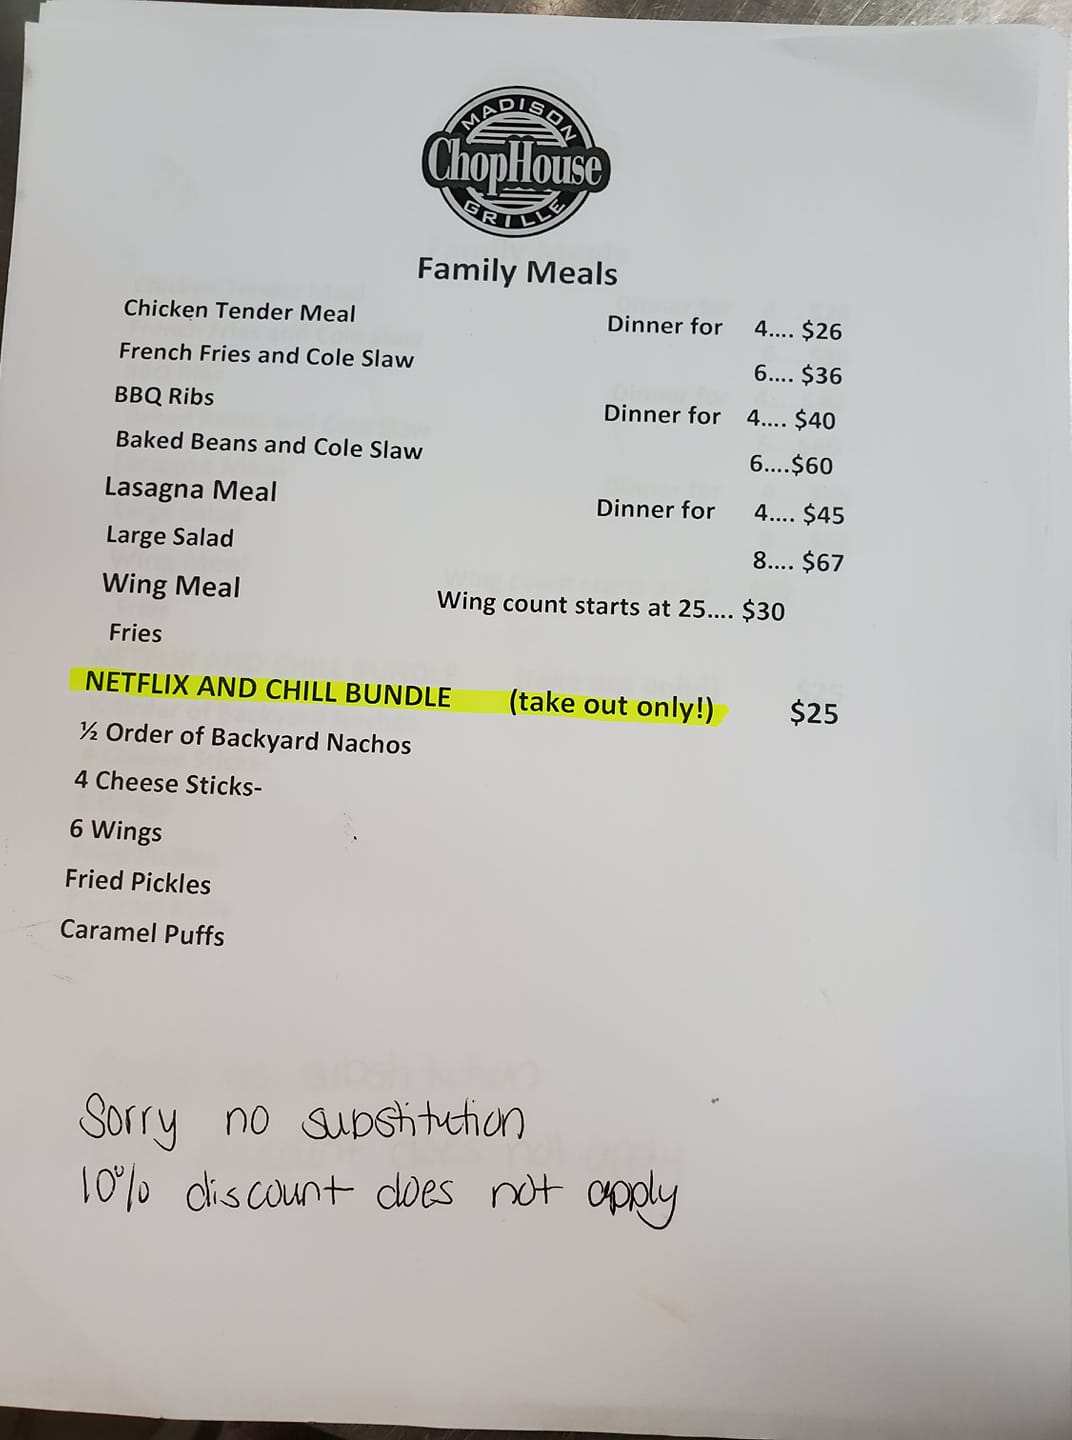 MADISON
ChopHouse
GRILLE
Family Meals
Chicken Tender Meal Dinner for 4.... $26
French Fries and Cole Slaw 6.... $36
BBQ Ribs Dinner for 4.... $40
Baked Beans and Cole Slaw 6....$60
Lasagna Meal Dinner for 4.... $45
Large Salad 8.... $67
Wing Meal Wing count starts at 25.... $30
Fries
NETFLIX AND CHILL BUNDLE (take out only!) $25
½ Order of Backyard Nachos
4 Cheese Sticks-
6 Wings
Fried Pickles
Caramel Puffs
Sorry no substitution
10% discount does not apply